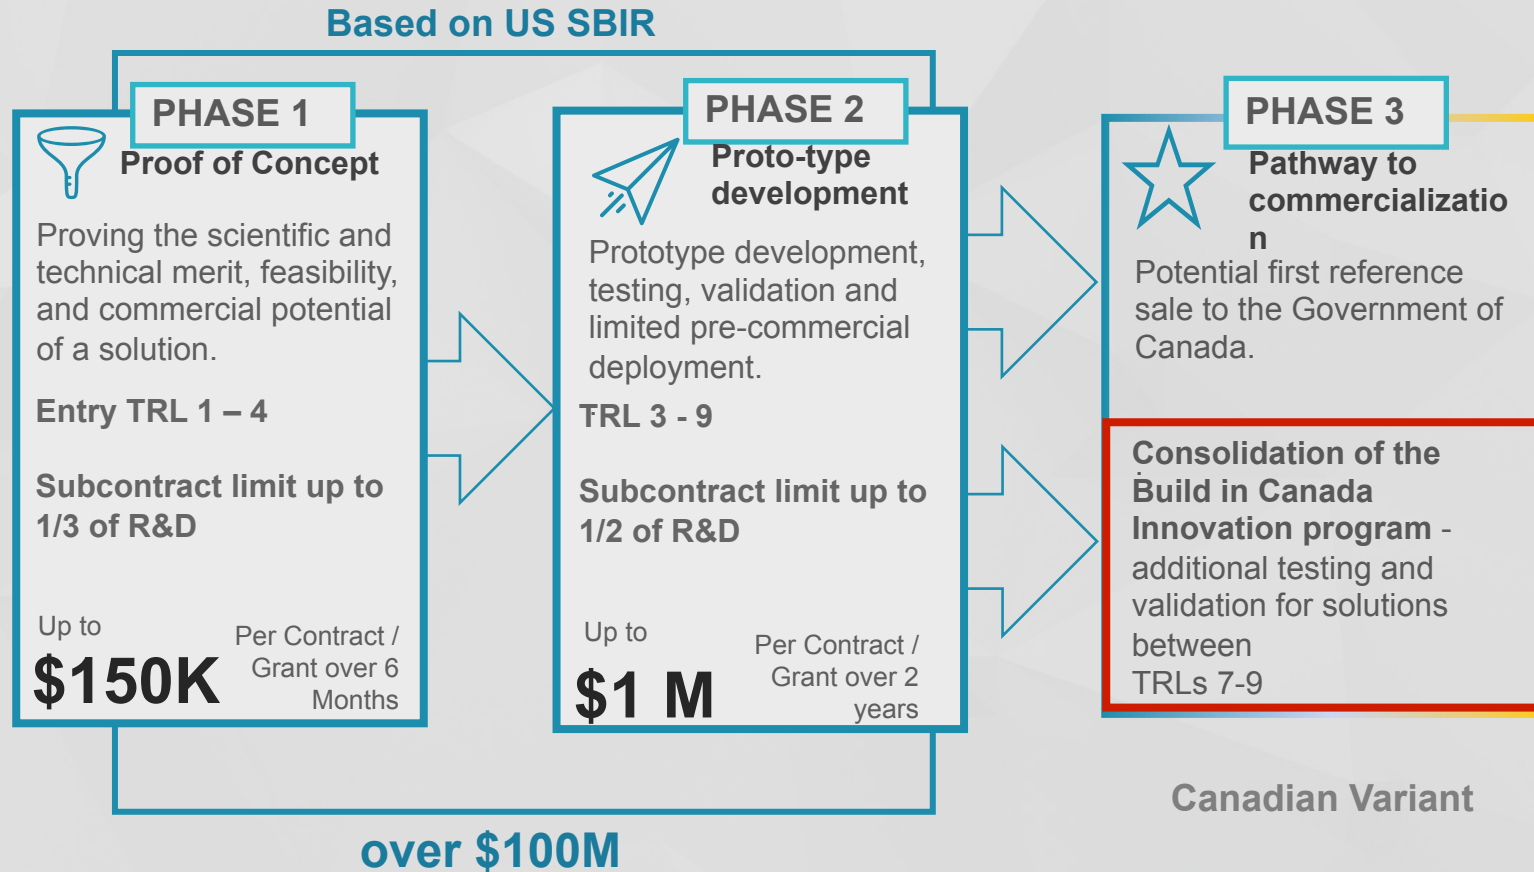 Based on US SBIR
PHASE 1
Proof of Concept
Proving the scientific and
technical merit, feasibility,
and commercial potential
of a solution.
Entry TRL 1 – 4
Subcontract limit up to
1/3 of R&D
Up to
$150K
Per Contract /
Grant over 6
Months
PHASE 2
Proto-type
development
Prototype development,
testing, validation and
limited pre-commercial
deployment.
TRL 3 - 9
Subcontract limit up to
1/2 of R&D
Up to
$1 M
Per Contract /
Grant over 2
years
PHASE 3
Pathway to
commercializatio
n
Potential first reference
sale to the Government of
Canada.
Consolidation of the
Build in Canada
Innovation program -
additional testing and
validation for solutions
between
TRLs 7-9
Canadian Variant
over $100M